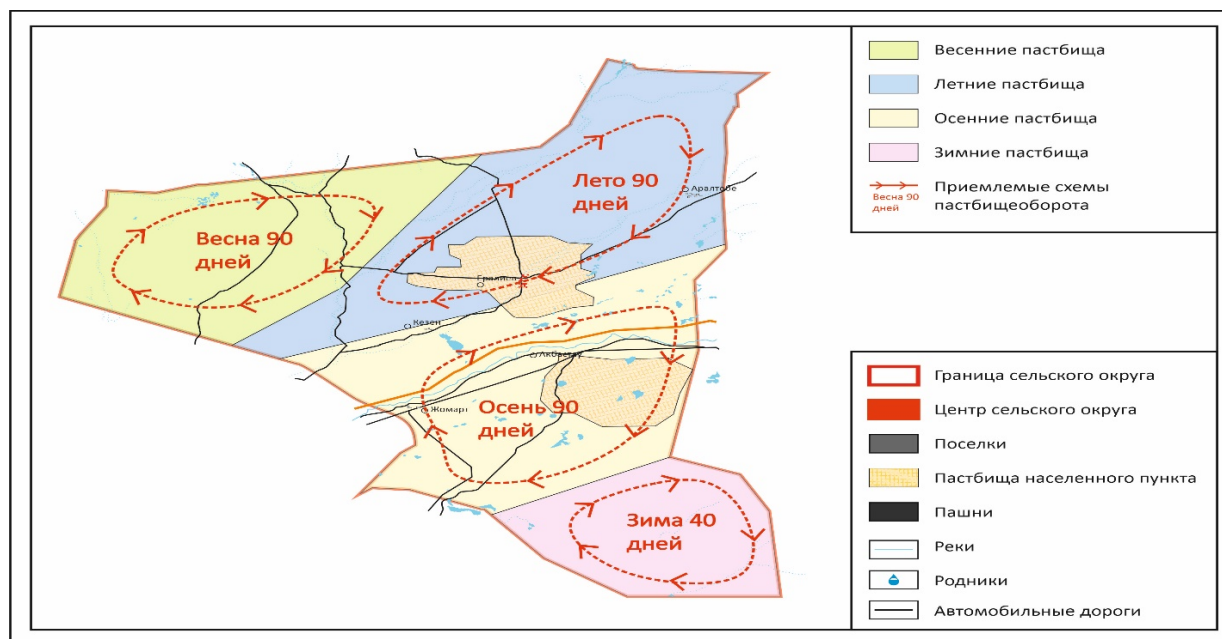 Весна 90
дней
Лето 90
дней
Аралтобе
Кезен
Акбастау
Жомарт
Осень 90
дней
Зима 40
дней
Весенние пастбища
Летние пастбища
Осенние пастбища
Зимние пастбища
Весна 90
дней
Приемлемые схемы
пастбищеоборота
Граница сельского округа
Центр сельского округа
Поселки
Пастбища населенного пункта
Пашни
Реки
Родники
Автомобильные дороги